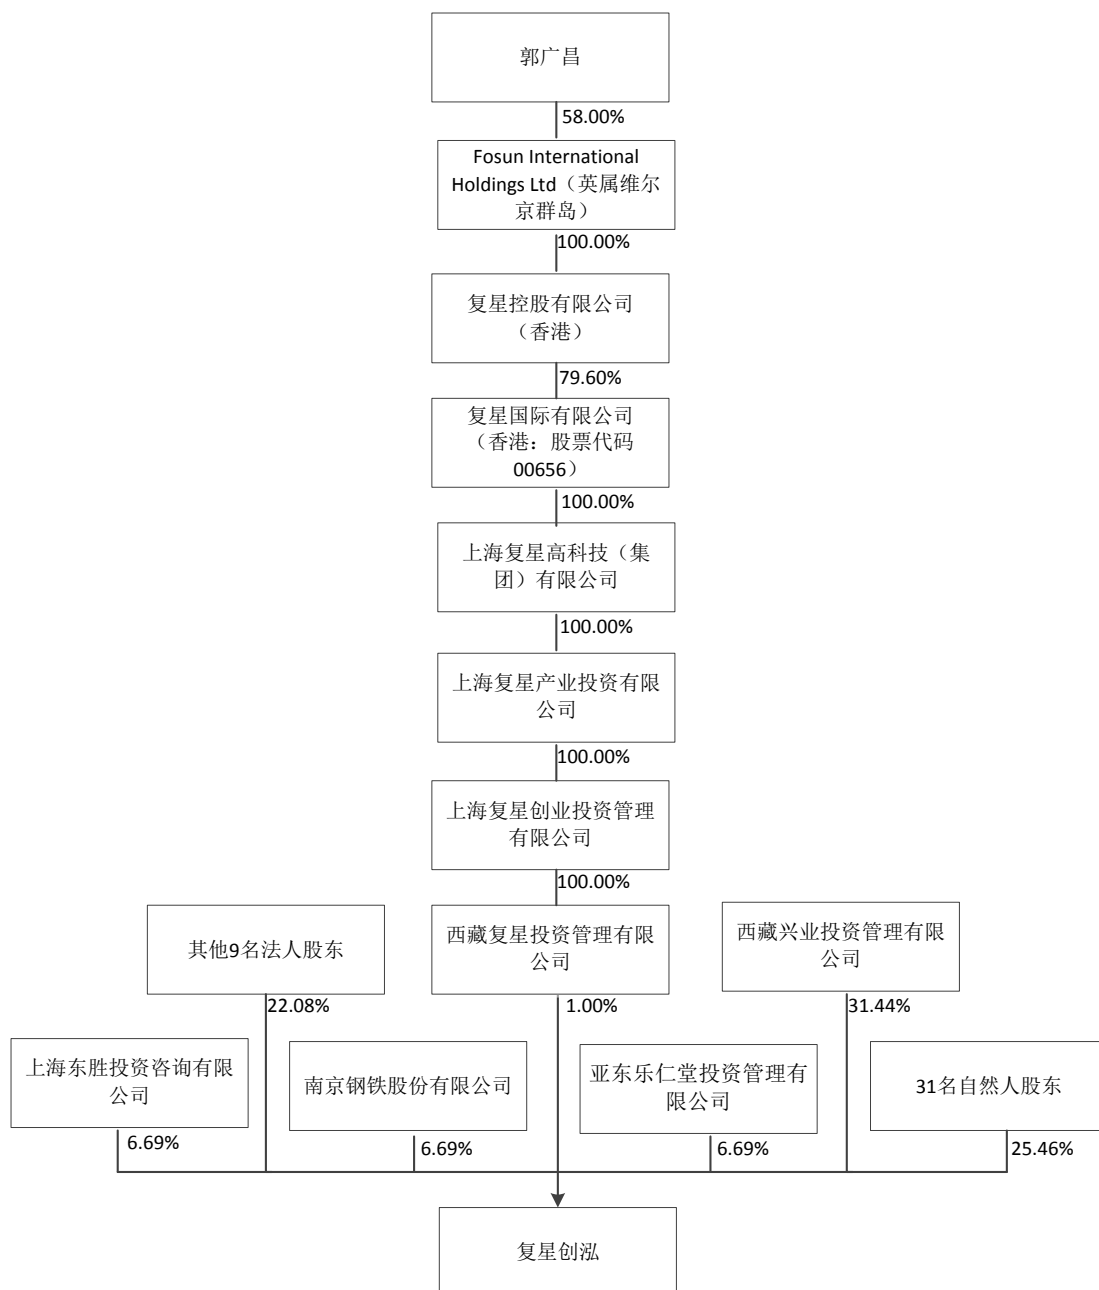 郭广昌
58.00%
Fosun International
Holdings Ltd（英属维尔
京群岛）
100.00%
复星控股有限公司
（香港）
79.60%
复星国际有限公司
（香港：股票代码
00656）
100.00%
上海复星高科技（集
团）有限公司
100.00%
上海复星产业投资有限
公司
100.00%
上海复星创业投资管理
有限公司
100.00%
其他9名法人股东
22.08%
西藏复星投资管理有限
公司
1.00%
西藏兴业投资管理有限
公司
31.44%
上海东胜投资咨询有限
公司
6.69%
南京钢铁股份有限公司
6.69%
亚东乐仁堂投资管理有
限公司
6.69%
31名自然人股东
25.46%
复星创泓